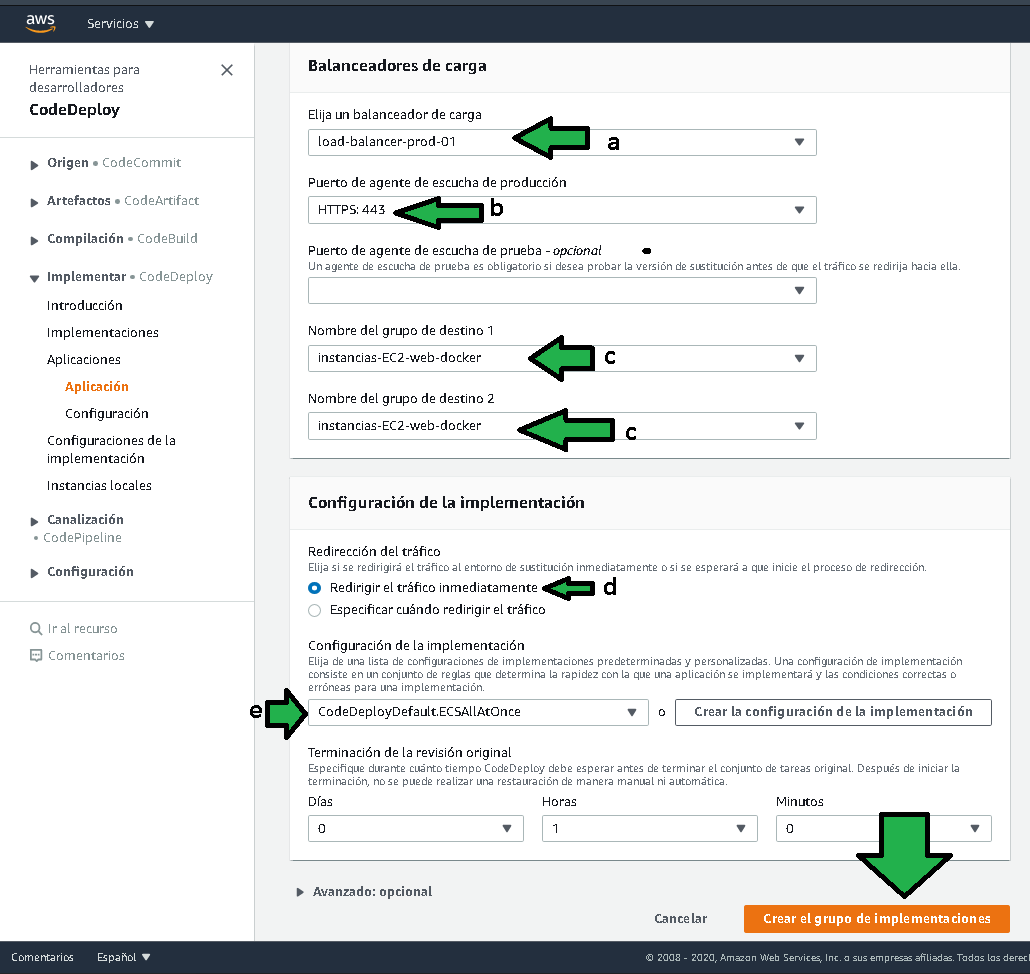 aws
Servicios
Herramientas para
desarrolladores
CodeDeploy
Origen • CodeCommit
Artefactos • CodeArtifact
Compilación • CodeBuild
Implementar • CodeDeploy
Introducción
Implementaciones
Aplicaciones
Aplicación
Configuración
Configuraciones de la
implementación
Instancias locales
Canalización
• CodePipeline
Configuración
Ir al recurso
Comentarios
Balanceadores de carga
Elija un balanceador de carga
load-balancer-prod-01
a
Puerto de agente de escucha de producción
HTTPS: 443
b
Puerto de agente de escucha de prueba - opcional
Un agente de escucha de prueba es obligatorio si desea probar la versión de sustitución antes de que el tráfico se redirija hacia ella.
Nombre del grupo de destino 1
instancias-EC2-web-docker
c
Nombre del grupo de destino 2
instancias-EC2-web-docker
c
Configuración de la implementación
Redirección del tráfico
Elija si se redirigirá el tráfico al entorno de sustitución inmediatamente o si se esperará a que inicie el proceso de redirección.
Redirigir el tráfico inmediatamente
d
Especificar cuándo redirigir el tráfico
Configuración de la implementación
Elija de una lista de configuraciones de implementaciones predeterminadas y personalizadas. Una configuración de implementación
consiste en un conjunto de reglas que determina la rapidez con la que una aplicación se implementará y las condiciones correctas o
erróneas para una implementación.
e
CodeDeployDefault.ECSAllAtOnce
o
Crear la configuración de la implementación
Terminación de la revisión original
Especifique durante cuánto tiempo CodeDeploy debe esperar antes de terminar el conjunto de tareas original. Después de iniciar la
terminación, no se puede realizar una restauración de manera manual ni automática.
Días Horas Minutos
0 1 0
Avanzado: opcional
Cancelar
Crear el grupo de implementaciones
Comentarios Español © 2008 - 2020, Amazon Web Services, Inc. o sus empresas afiliadas. Todos los derec